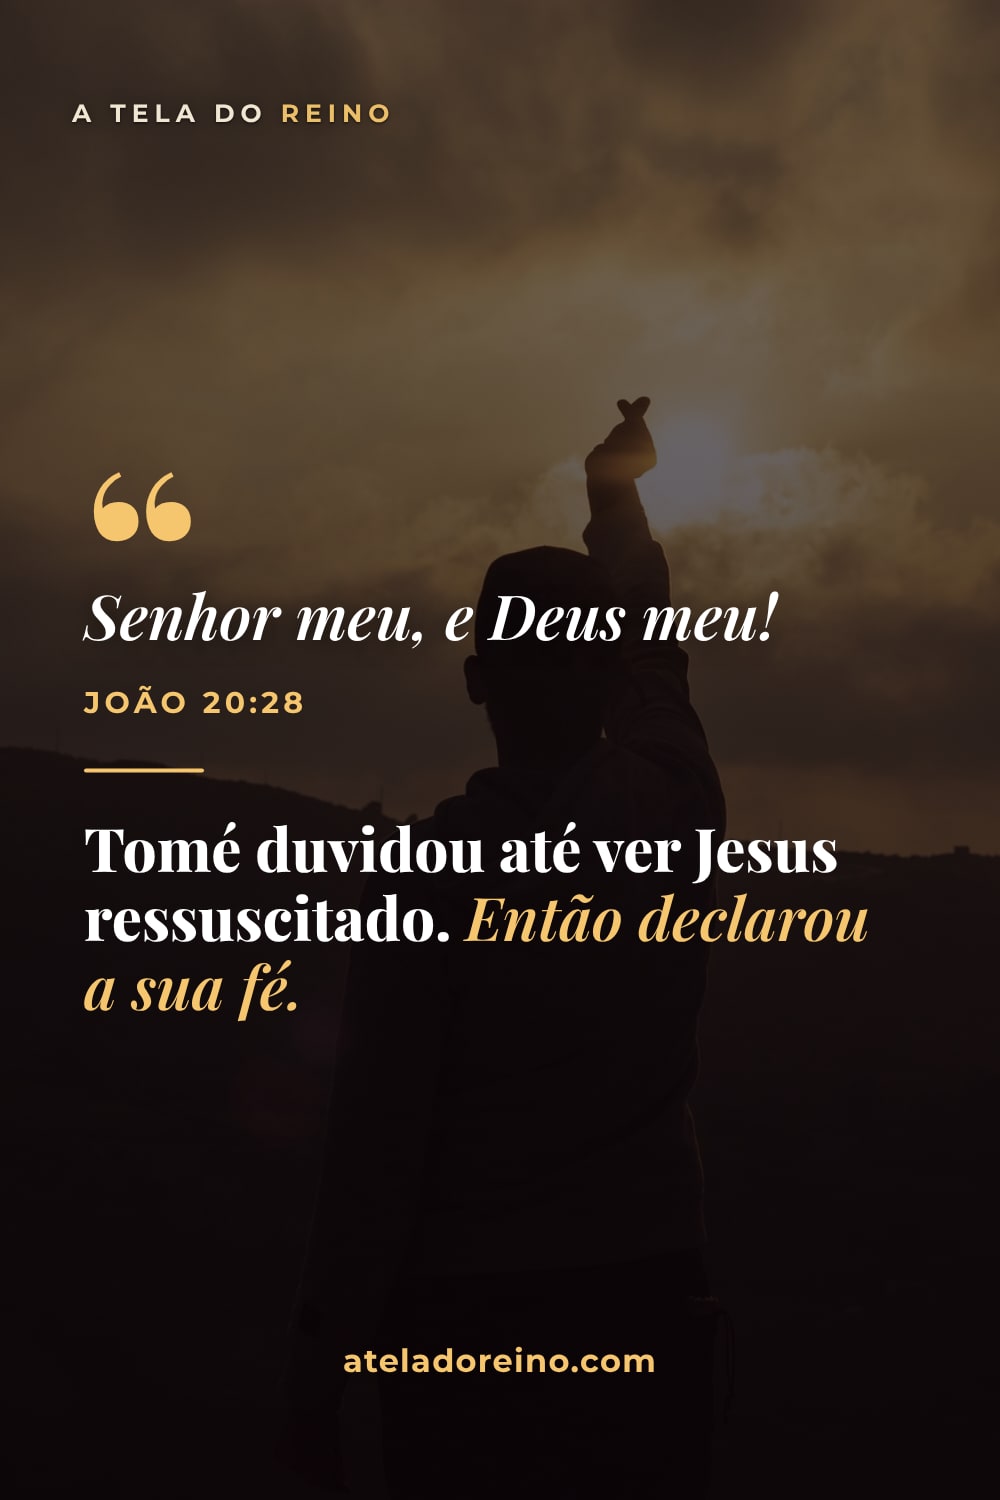 A TELA DO REINO
“
Senhor meu, e Deus meu!
JOÃO 20:28
Tomé duvidou até ver Jesus
ressuscitado. Então declarou
a sua fé.
ateladoreino.com